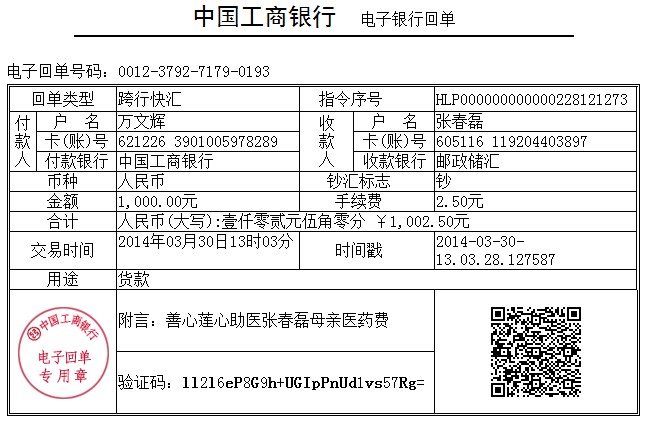 中国工商银行 电子银行回单
电子回单号码：0012-3792-7179-0193
回单类型 跨行快汇 指令序号 HLP000000000000228121273
付款人 户 名 万文辉 收款人 户 名 张春磊
卡(账)号 621226 3901005978289 卡(账)号 605116 119204403897
付款银行 中国工商银行 收款银行 邮政储汇
币种 人民币 钞汇标志 钞
金额 1,000.00元 手续费 2.50元
合计 人民币(大写):壹仟零贰元伍角零分 ￥1,002.50元
交易时间 2014年03月30日13时03分 时间戳 2014-03-30-
13.03.28.127587
用途 货款
中国工商银行
电子回单
专用章
附言：善心莲心助医张春磊母亲医药费
验证码：ll2l6eP8G9h+UGIpPnUd1vs57Rg=